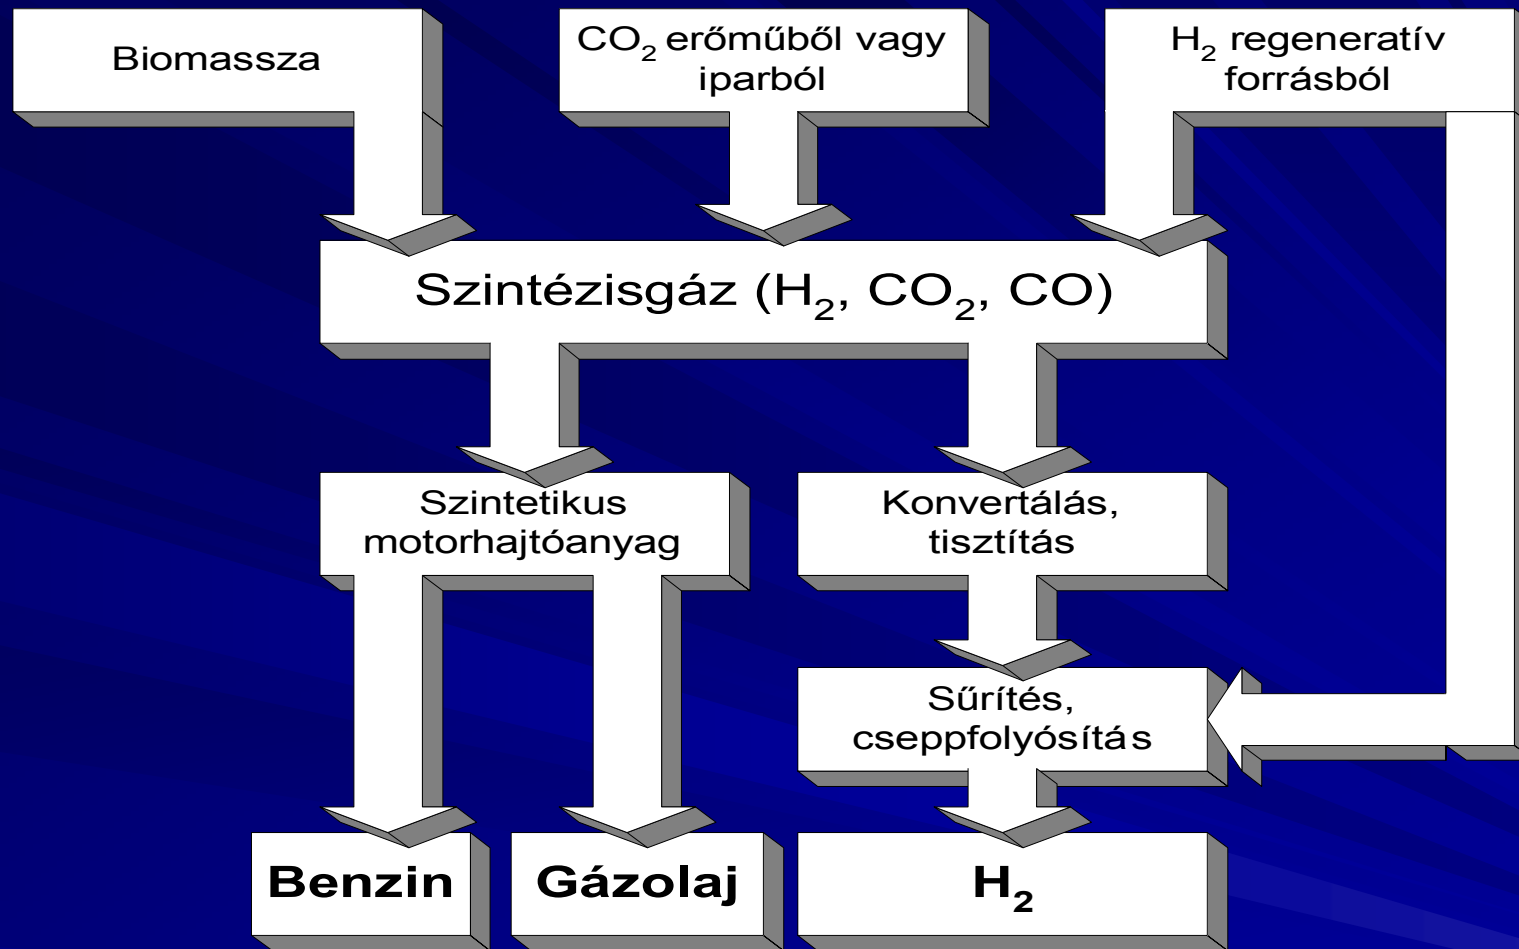 Biomassza
CO₂ erőműből vagy
iparból
H₂ regeneratív
forrásból
Szintézisgáz (H₂, CO₂, CO)
Szintetikus
motorhajtóanyag
Konvertálás,
tisztítás
Sűrítés,
cseppfolyósítás
Benzin
Gázolaj
H₂